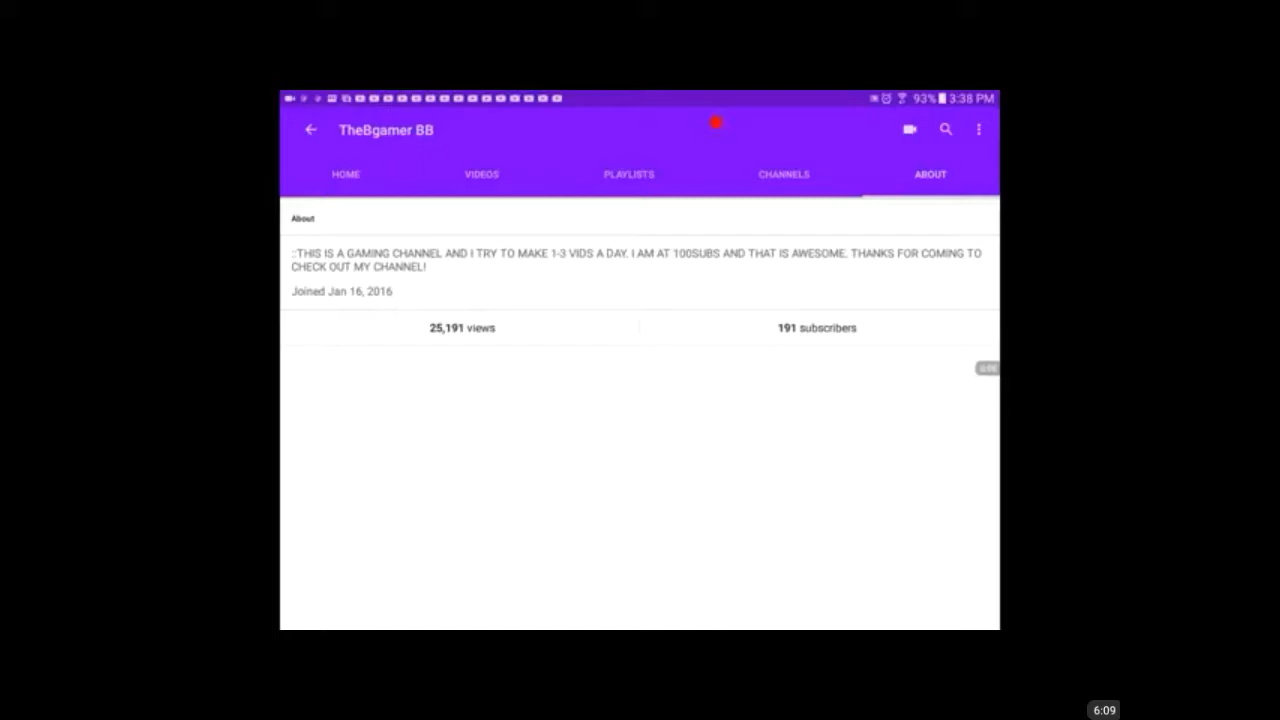 93% 3:38 PM
TheBgamer BB
HOME VIDEOS PLAYLISTS CHANNELS ABOUT
About
::THIS IS A GAMING CHANNEL AND I TRY TO MAKE 1-3 VIDS A DAY. I AM AT 100SUBS AND THAT IS AWESOME. THANKS FOR COMING TO
CHECK OUT MY CHANNEL!
Joined Jan 16, 2016
25,191 views 191 subscribers
6:09